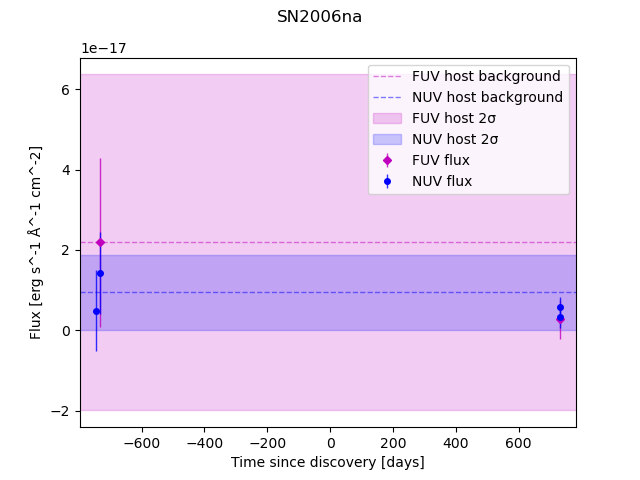 SN2006na
1e−17
FUV host background
NUV host background
FUV host 2σ
NUV host 2σ
FUV flux
NUV flux
6
4
2
0
−2
Flux [erg s^-1 Å^-1 cm^-2]
−600
−400
−200
0
200
400
600
Time since discovery [days]